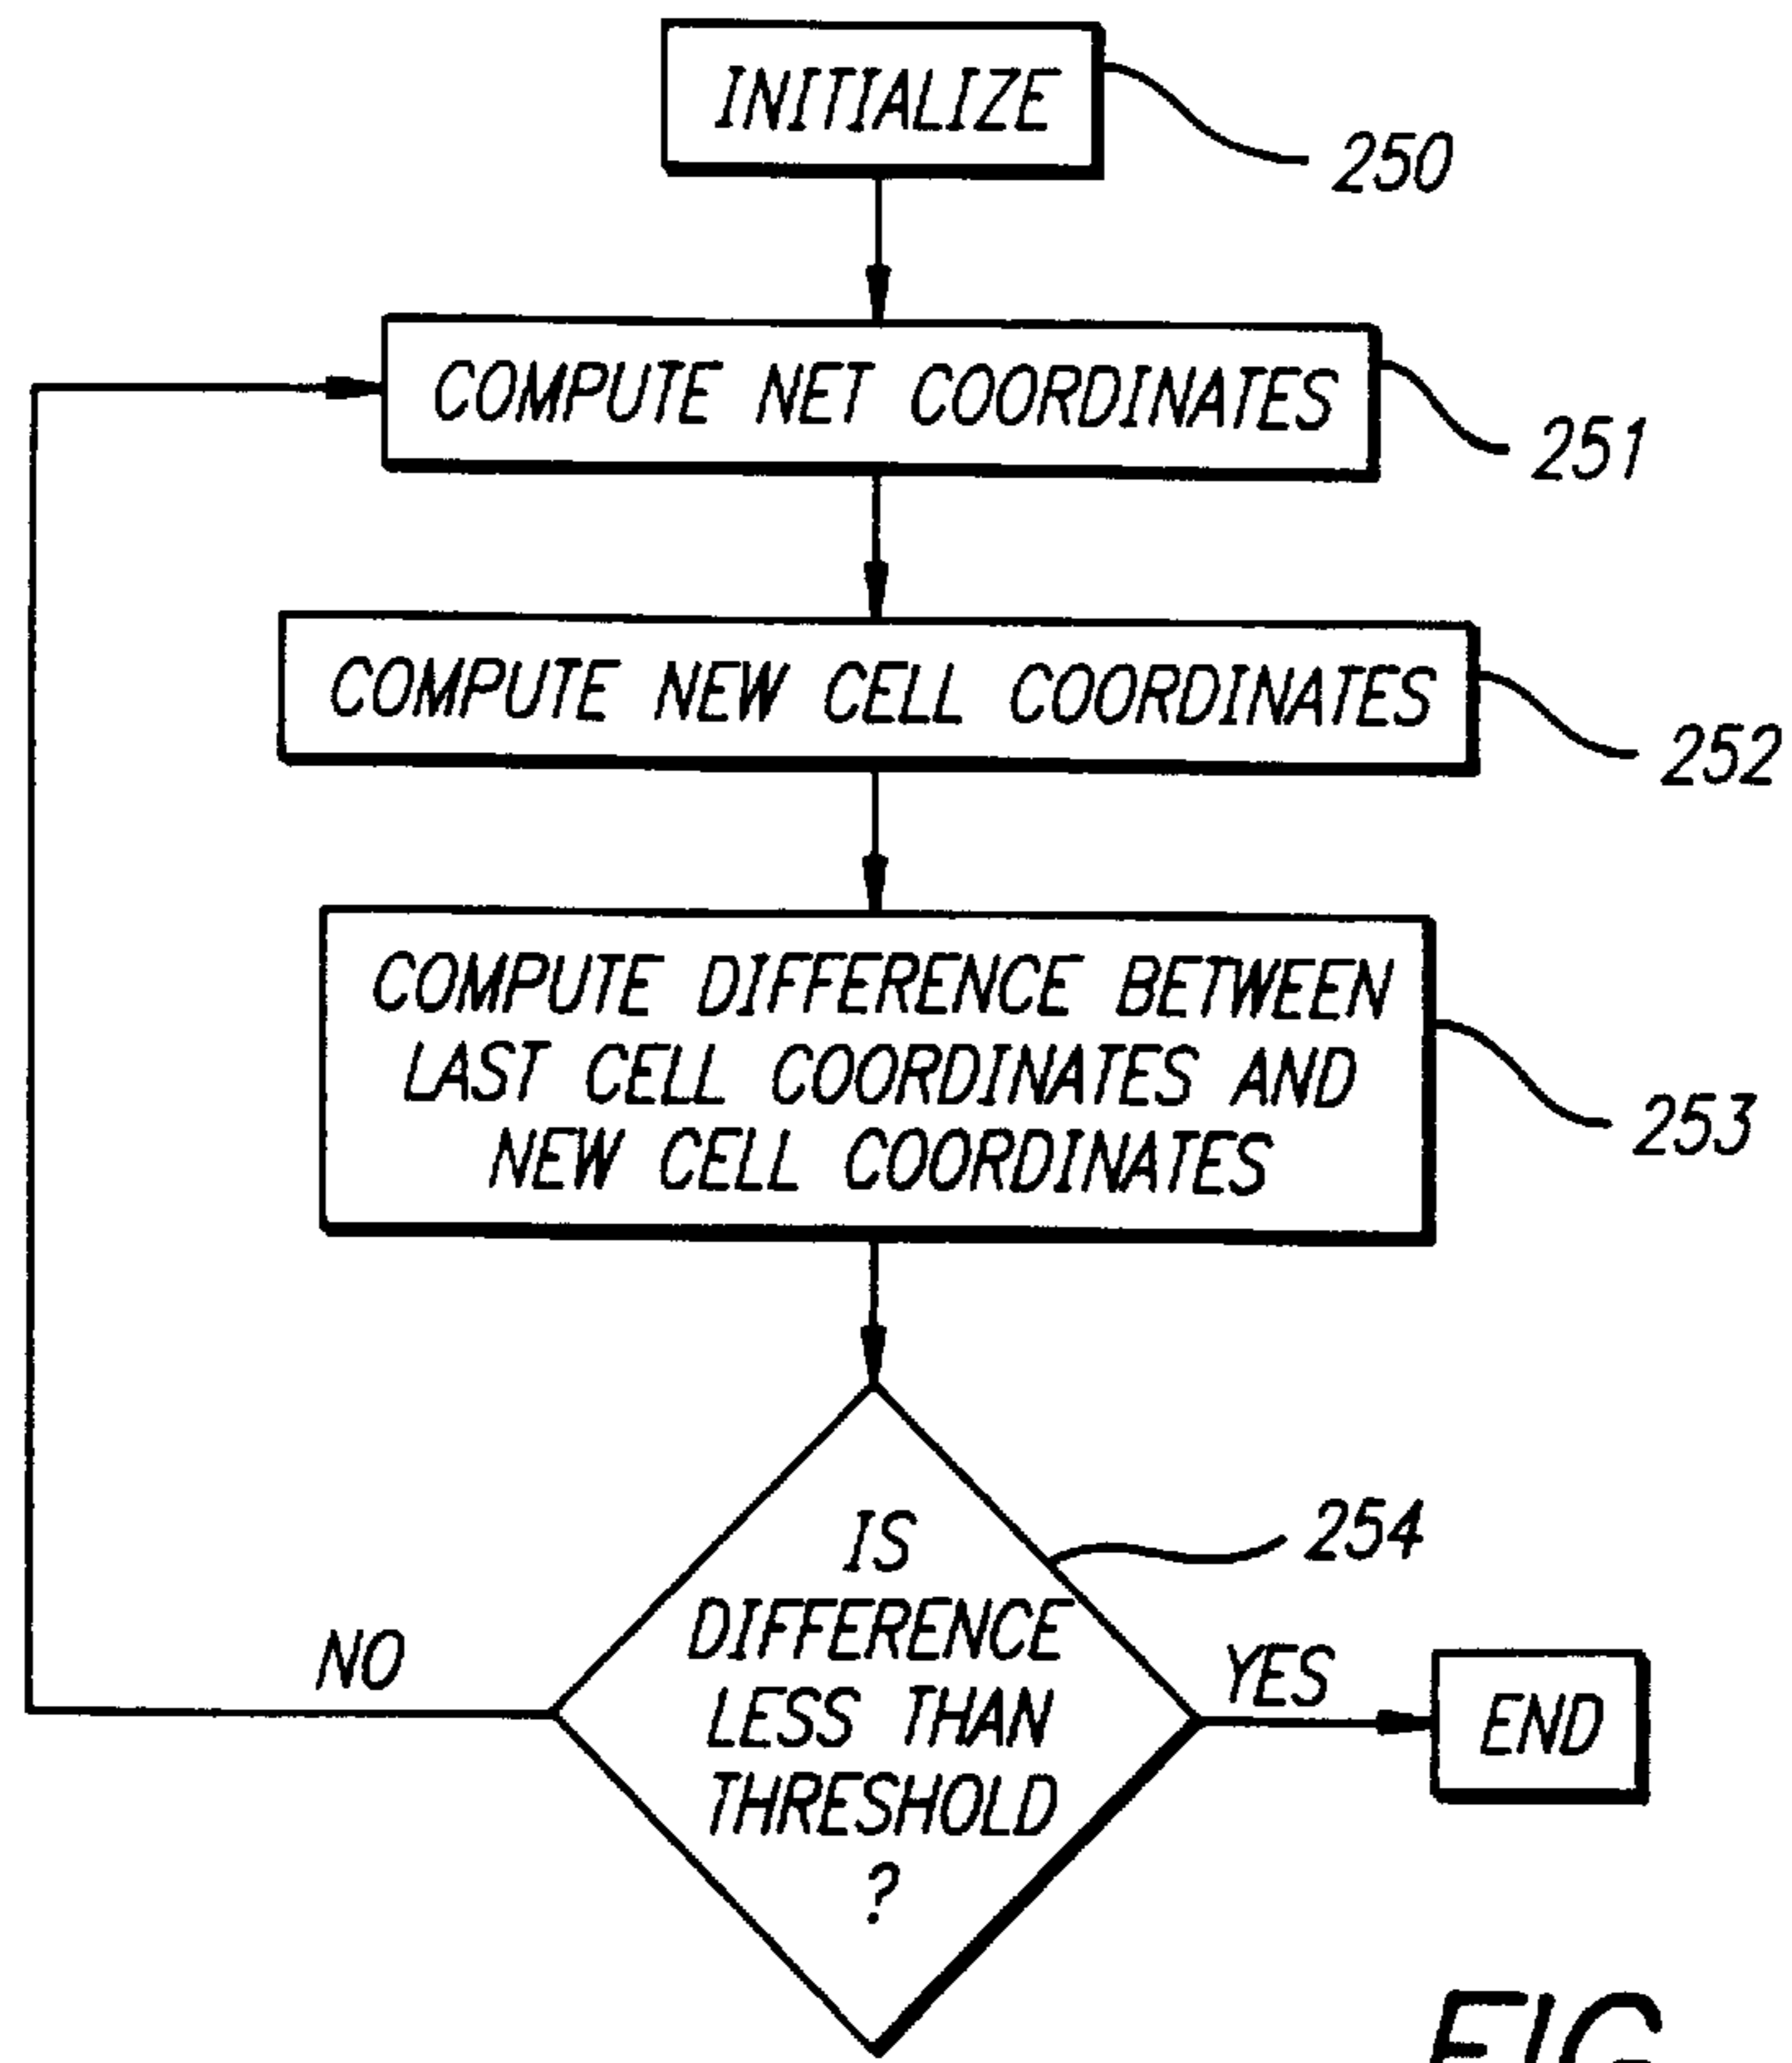 INITIALIZE
250
COMPUTE NET COORDINATES
251
COMPUTE NEW CELL COORDINATES
252
COMPUTE DIFFERENCE BETWEEN
LAST CELL COORDINATES AND
NEW CELL COORDINATES
253
IS
DIFFERENCE
LESS THAN
THRESHOLD
?
254
NO
YES
END
FIG